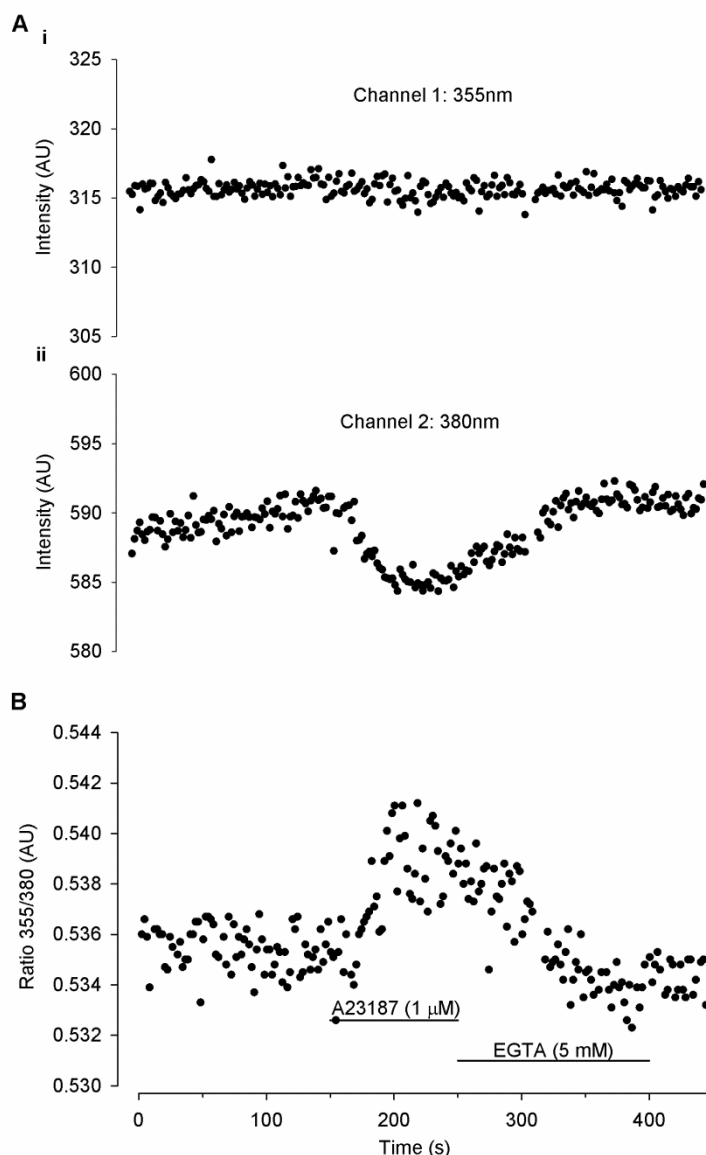 A
i
325
320
315
310
305
Intensity (AU)
Channel 1: 355nm
ii
600
595
590
585
580
Intensity (AU)
Channel 2: 380nm
B
0.544
0.542
0.540
0.538
0.536
0.534
0.532
0.530
Ratio 355/380 (AU)
A23187 (1 μM)
EGTA (5 mM)
0 100 200 300 400
Time (s)